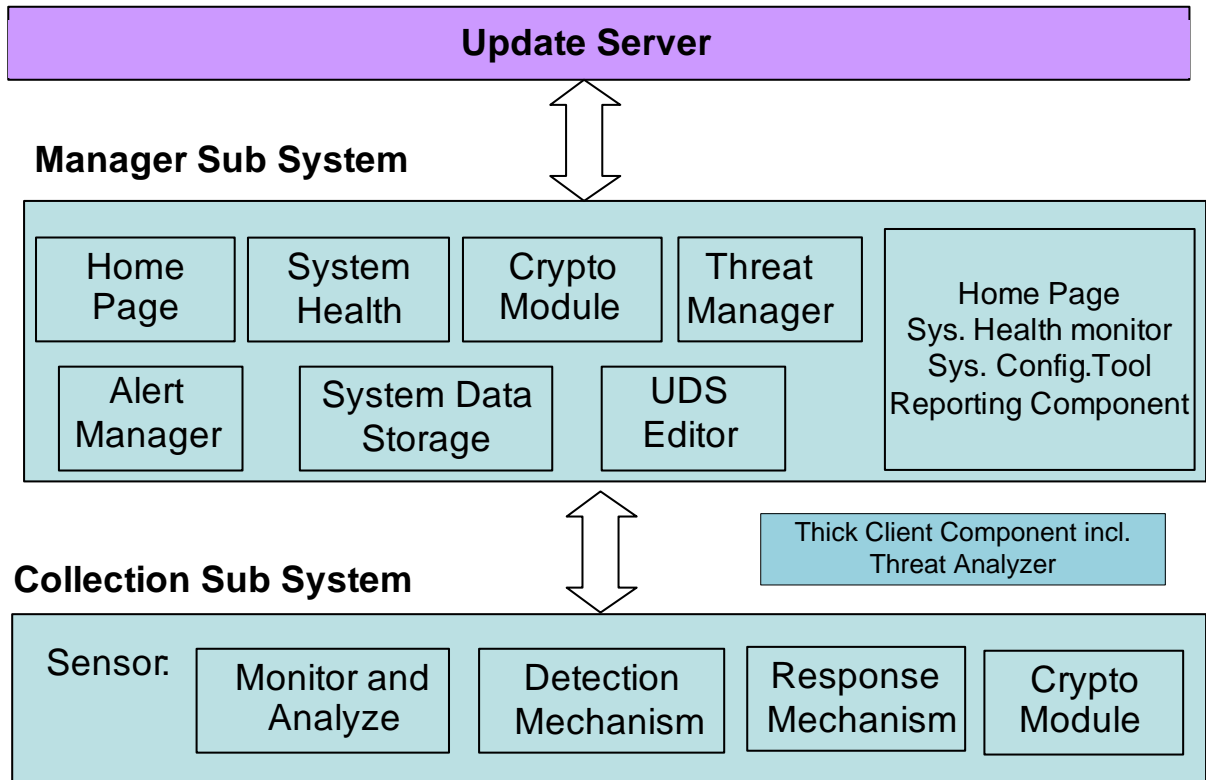 Update Server
Manager Sub System
Home
Page
System
Health
Crypto
Module
Threat
Manager
Home Page
Sys. Health monitor
Sys. Config.Tool
Reporting Component
Alert
Manager
System Data
Storage
UDS
Editor
Thick Client Component incl.
Threat Analyzer
Collection Sub System
Sensor:
Monitor and
Analyze
Detection
Mechanism
Response
Mechanism
Crypto
Module